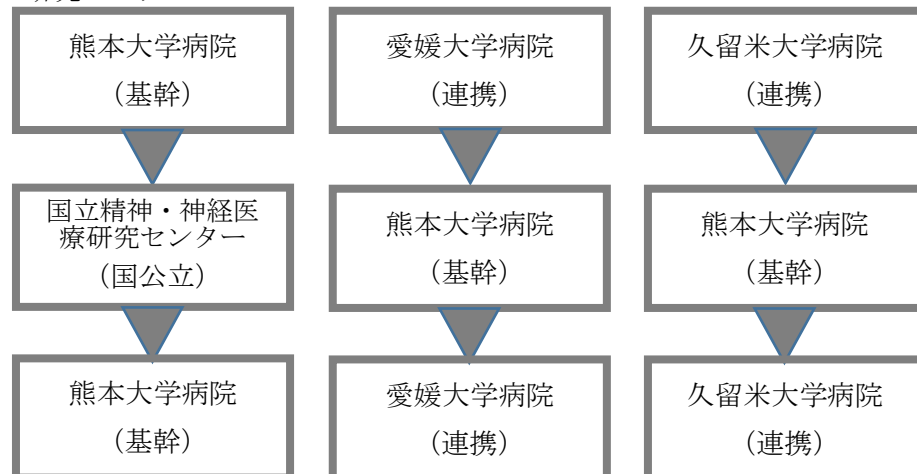 熊本大学病院
(基幹)
愛媛大学病院
(連携)
久留米大学病院
(連携)
国立精神・神経医
療研究センター
(国公立)
熊本大学病院
(基幹)
熊本大学病院
(基幹)
熊本大学病院
(基幹)
愛媛大学病院
(連携)
久留米大学病院
(連携)